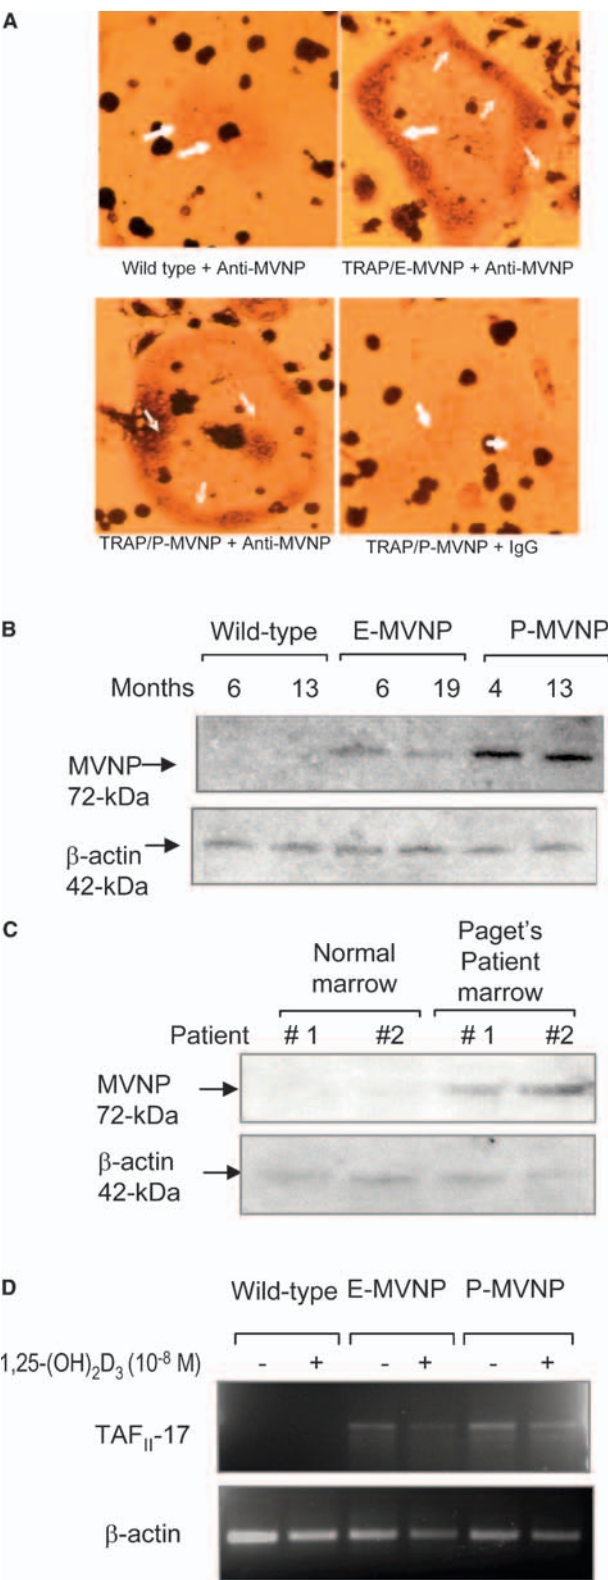 A
Wild type + Anti-MVNP TRAP/E-MVNP + Anti-MVNP
TRAP/P-MVNP + Anti-MVNP TRAP/P-MVNP + IgG
B
Wild-type E-MVNP P-MVNP
Months 6 13 6 19 4 13
MVNP
72-kDa
β-actin
42-kDa
C
Normal
marrow
Paget's
Patient
marrow
Patient # 1 #2 # 1 #2
MVNP
72-kDa
β-actin
42-kDa
D
Wild-type E-MVNP P-MVNP
1,25-(OH)₂D₃ (10⁻⁸ M) - + - + - +
TAF_II-17
β-actin